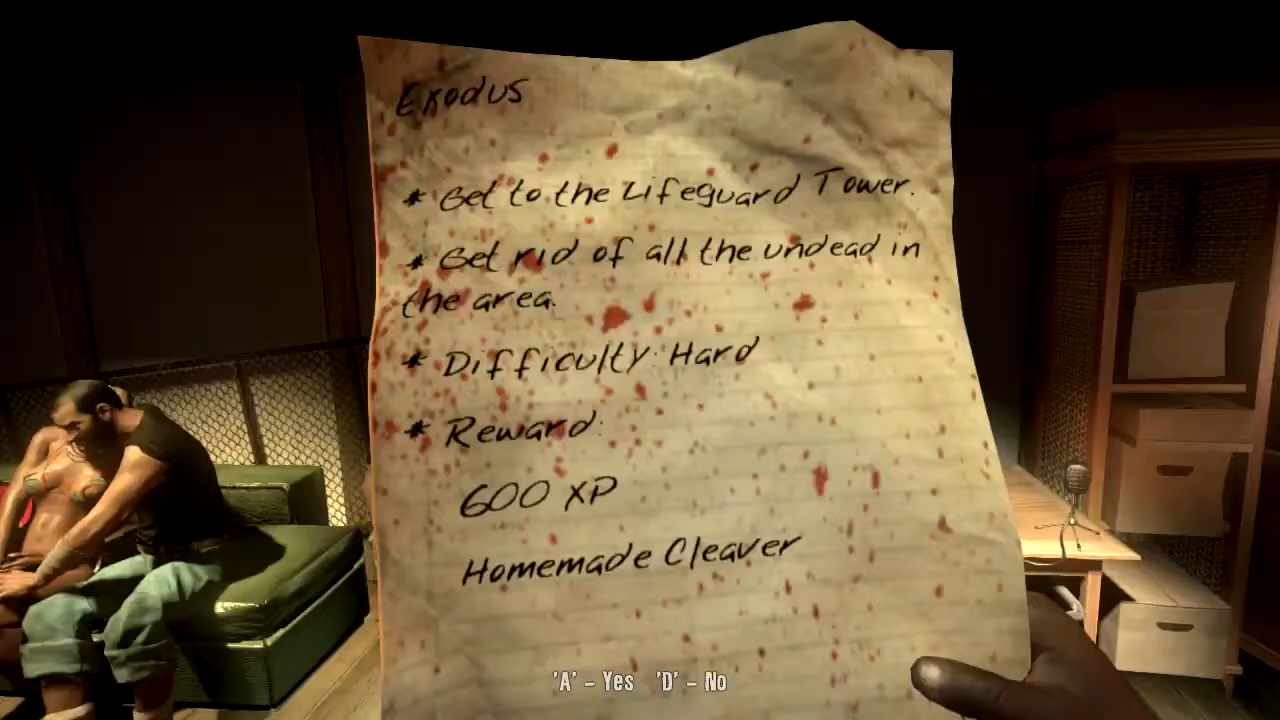 Exodus
* Get to the Lifeguard Tower.
* Get rid of all the undead in
the area.
* Difficulty: Hard
* Reward:
600 XP
Homemade Cleaver
'A' - Yes 'D' - No